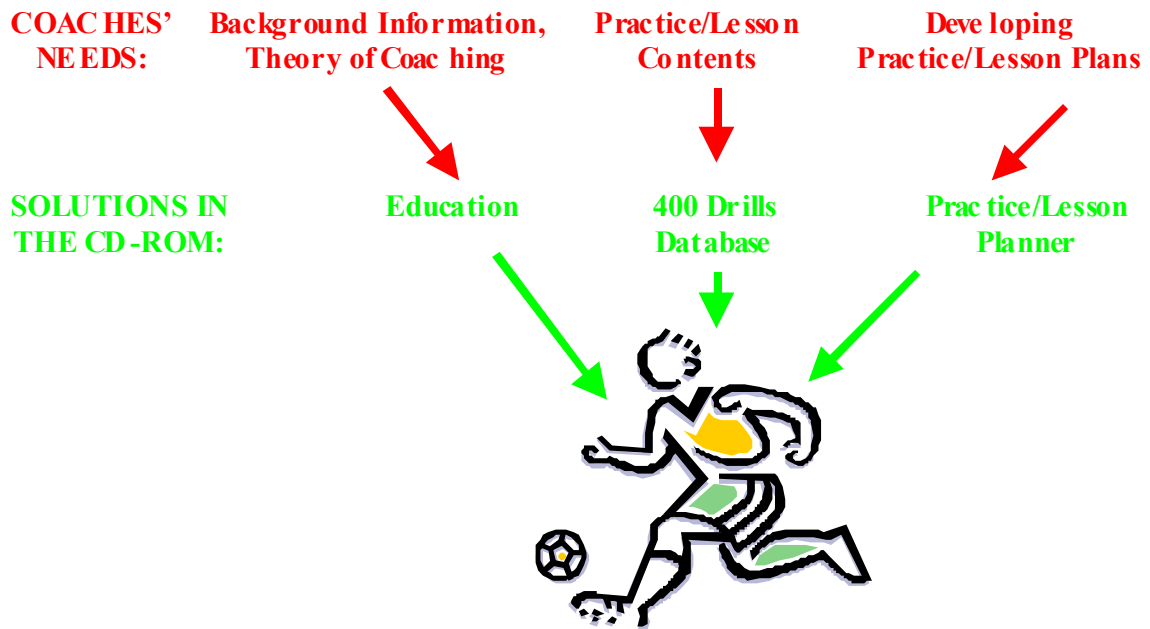 COACHES' NEEDS:
Background Information, Theory of Coaching
Practice/Lesson Contents
Developing Practice/Lesson Plans
SOLUTIONS IN THE CD-ROM:
Education
400 Drills Database
Practice/Lesson Planner